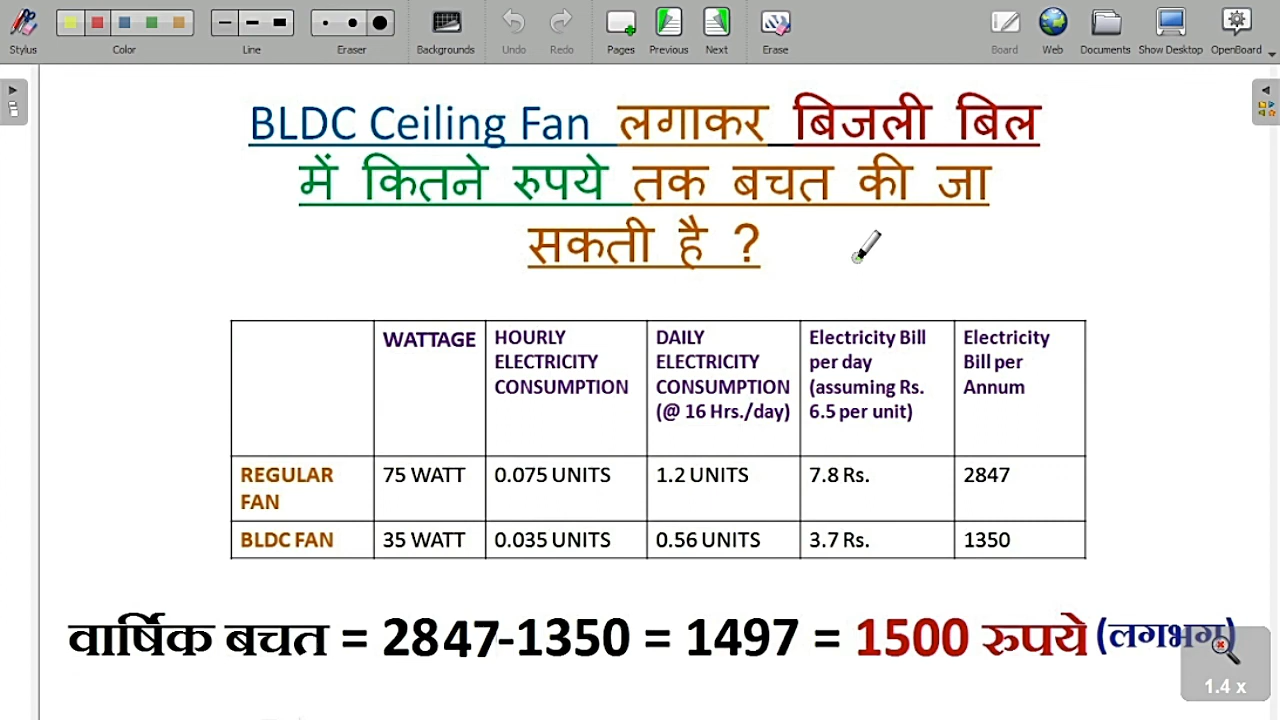 Stylus
Color
Line
Eraser
Backgrounds
Undo
Redo
Pages
Previous
Next
Erase
Board
Web
Documents
Show Desktop
OpenBoard
BLDC Ceiling Fan लगाकर बिजली बिल
में कितने रुपये तक बचत की जा
सकती है ?
WATTAGE
HOURLY
ELECTRICITY
CONSUMPTION
DAILY
ELECTRICITY
CONSUMPTION
(@ 16 Hrs./day)
Electricity Bill
per day
(assuming Rs.
6.5 per unit)
Electricity
Bill per
Annum
REGULAR
FAN
75 WATT
0.075 UNITS
1.2 UNITS
7.8 Rs.
2847
BLDC FAN
35 WATT
0.035 UNITS
0.56 UNITS
3.7 Rs.
1350
वार्षिक बचत = 2847-1350 = 1497 = 1500 रुपये (लगभग)
1.4 x